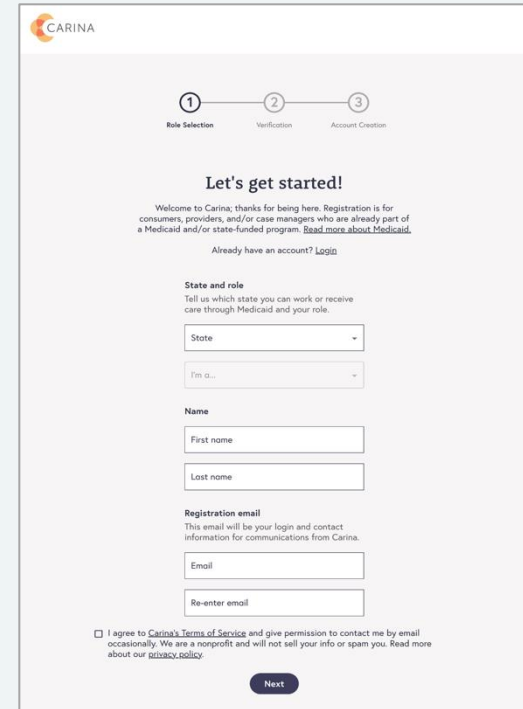 CARINA
1 2 3
Role Selection Verification Account Creation
Let's get started!
Welcome to Carina; thanks for being here. Registration is for
consumers, providers, and/or case managers who are already part of
a Medicaid and/or state-funded program. Read more about Medicaid.
Already have an account? Login
State and role
Tell us which state you can work or receive
care through Medicaid and your role.
State
I'm a...
Name
First name
Last name
Registration email
This email will be your login and contact
information for communications from Carina.
Email
Re-enter email
I agree to Carina's Terms of Service and give permission to contact me by email
occasionally. We are a nonprofit and will not sell your info or spam you. Read more
about our privacy policy.
Next